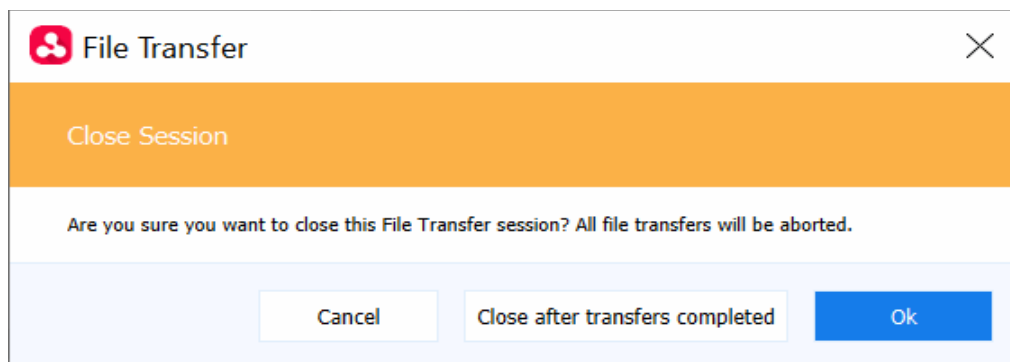 File Transfer
Close Session
Are you sure you want to close this File Transfer session? All file transfers will be aborted.
Cancel
Close after transfers completed
Ok